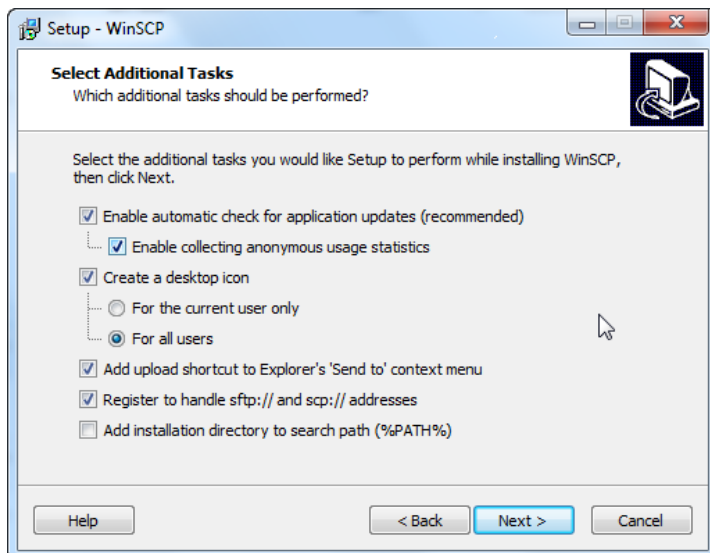 Setup - WinSCP
Select Additional Tasks
Which additional tasks should be performed?
Select the additional tasks you would like Setup to perform while installing WinSCP,
then click Next.
Enable automatic check for application updates (recommended)
Enable collecting anonymous usage statistics
Create a desktop icon
For the current user only
For all users
Add upload shortcut to Explorer's 'Send to' context menu
Register to handle sftp:// and scp:// addresses
Add installation directory to search path (%PATH%)
Help
< Back
Next >
Cancel